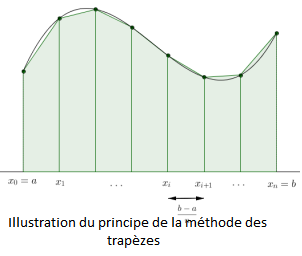 x₀ = a x₁ . . . xᵢ xᵢ₊₁ . . . xₙ = b
b − a
Illustration du principe de la méthode des
trapèzes